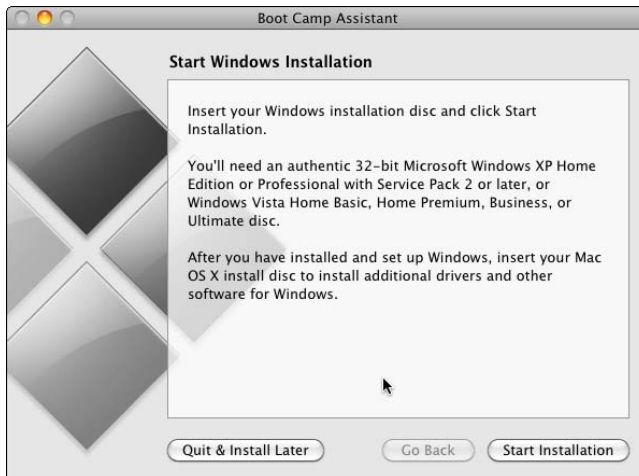 Boot Camp Assistant
Start Windows Installation
Insert your Windows installation disc and click Start
Installation.
You'll need an authentic 32-bit Microsoft Windows XP Home
Edition or Professional with Service Pack 2 or later, or
Windows Vista Home Basic, Home Premium, Business, or
Ultimate disc.
After you have installed and set up Windows, insert your Mac
OS X install disc to install additional drivers and other
software for Windows.
Quit & Install Later
Go Back
Start Installation